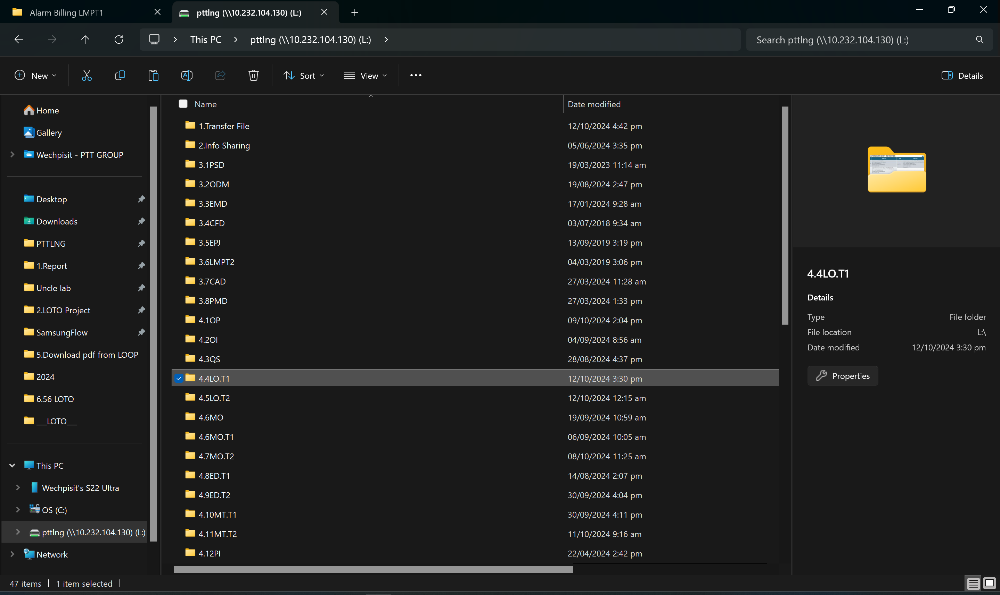 Alarm Billing LMPT1
pttlng (\\10.232.104.130) (L:)
This PC
pttlng (\\10.232.104.130) (L:)
Search pttlng (\\10.232.104.130) (L:)
New
Sort
View
Details
Home
Gallery
Wechpisit - PTT GROUP
Desktop
Downloads
PTTLNG
1.Report
Uncle lab
2.LOTO Project
SamsungFlow
5.Download pdf from LOOP
2024
6.56 LOTO
___LOTO___
This PC
Wechpisit's S22 Ultra
OS (C:)
pttlng (\\10.232.104.130) (L:)
Network
Name Date modified
1.Transfer File 12/10/2024 4:42 pm
2.Info Sharing 05/06/2024 3:35 pm
3.1PSD 19/03/2023 11:14 am
3.2ODM 19/08/2024 2:47 pm
3.3EMD 17/01/2024 9:28 am
3.4CFD 03/07/2018 9:34 am
3.5EPJ 13/09/2019 3:19 pm
3.6LMPT2 04/03/2019 3:06 pm
3.7CAD 27/03/2024 11:28 am
3.8PMD 27/03/2024 1:33 pm
4.1OP 09/10/2024 2:04 pm
4.2OI 04/09/2024 8:56 am
4.3QS 28/08/2024 4:37 pm
4.4LO.T1 12/10/2024 3:30 pm
4.5LO.T2 12/10/2024 12:15 am
4.6MO 19/09/2024 10:59 am
4.6MO.T1 06/09/2024 10:05 am
4.7MO.T2 08/10/2024 11:25 am
4.8ED.T1 14/08/2024 2:07 pm
4.9ED.T2 30/09/2024 4:04 pm
4.10MT.T1 30/09/2024 4:11 pm
4.11MT.T2 11/10/2024 9:16 am
4.12PI 22/04/2024 2:42 pm
4.4LO.T1
Details
Type File folder
File location L:\
Date modified 12/10/2024 3:30 pm
Properties
47 items
1 item selected